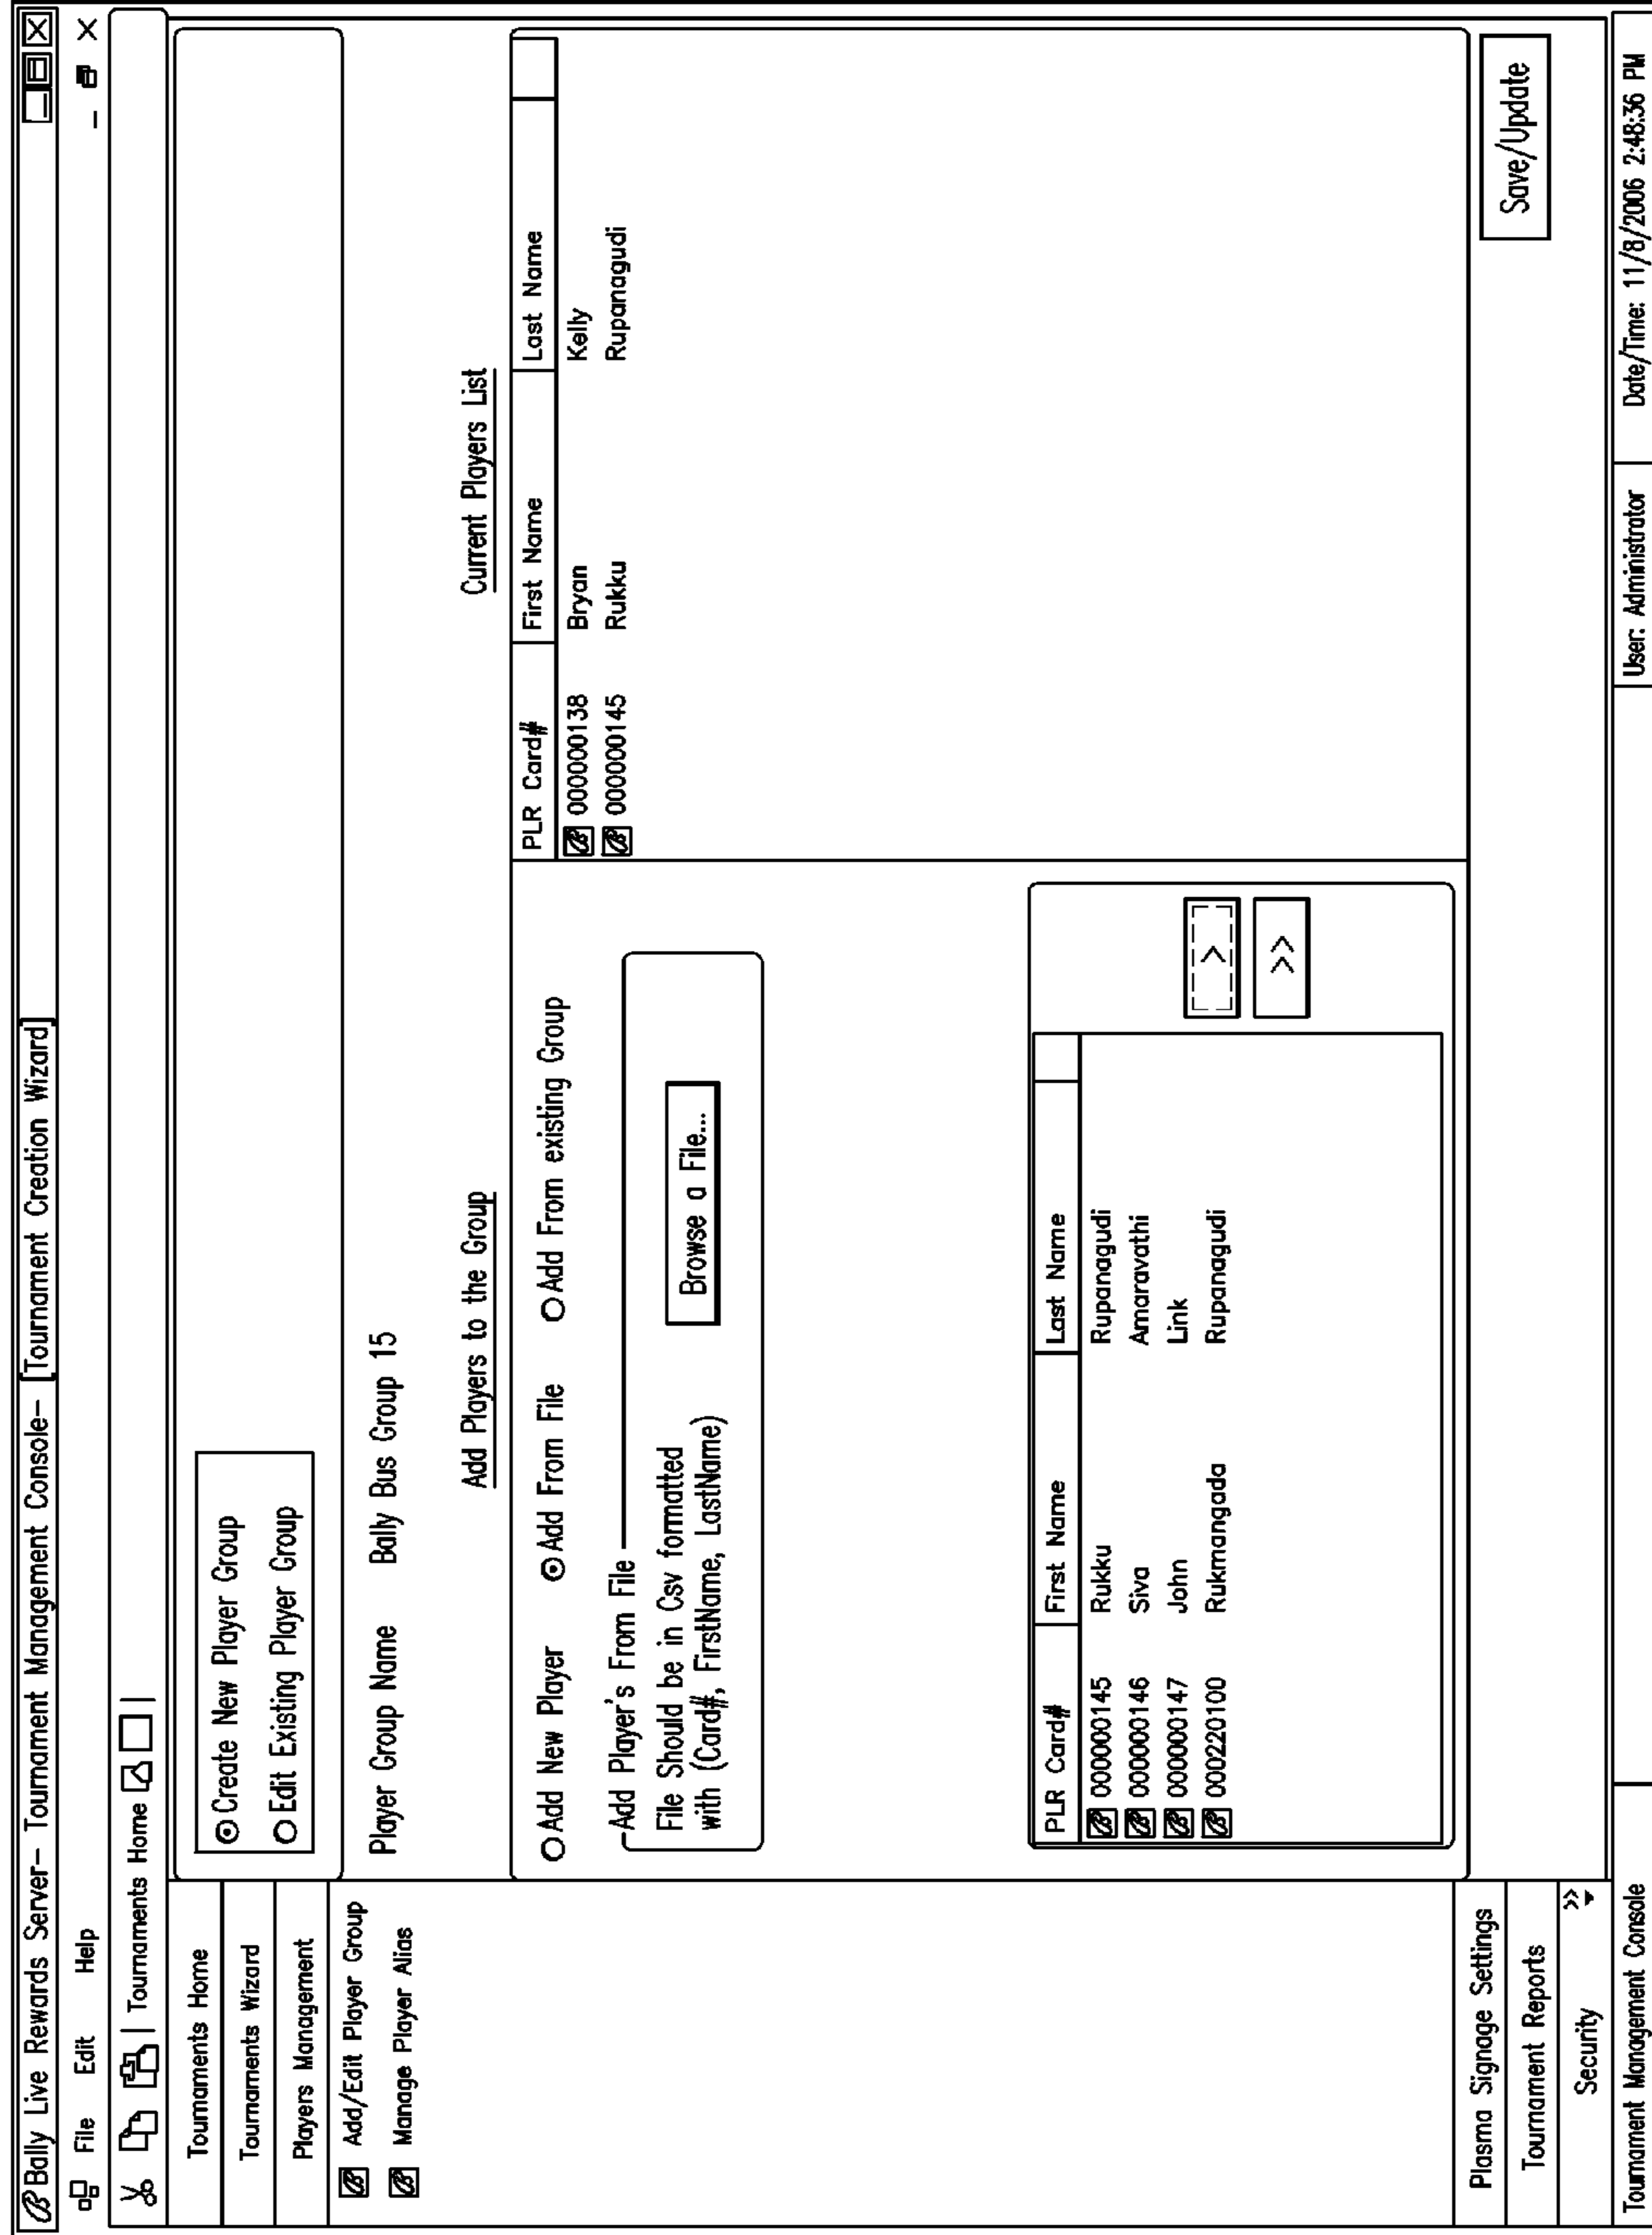 Bally Live Rewards Server– Tournament Management Console– [Tournament Creation Wizard]
File Edit Help
Tournaments Home
Tournaments Home
Tournaments Wizard
Players Management
Add/Edit Player Group
Manage Player Alias
Plasma Signage Settings
Tournament Reports
Security
Create New Player Group
Edit Existing Player Group
Player Group Name Bally Bus Group 15
Add Players to the Group
Add New Player Add From File Add From existing Group
Add Player's From File
File Should be in Csv formatted
with (Card#, FirstName, LastName)
Browse a File...
PLR Card# First Name Last Name
000000145 Rukku Rupanagudi
000000146 Siva Amaravathi
000000147 John Link
000220100 Rukmangada Rupanagudi
>
>>
Current Players List
PLR Card# First Name Last Name
000000138 Bryan Kelly
000000145 Rukku Rupanagudi
Save/Update
Tournament Management Console User: Administrator Date/Time: 11/8/2006 2:48:36 PM